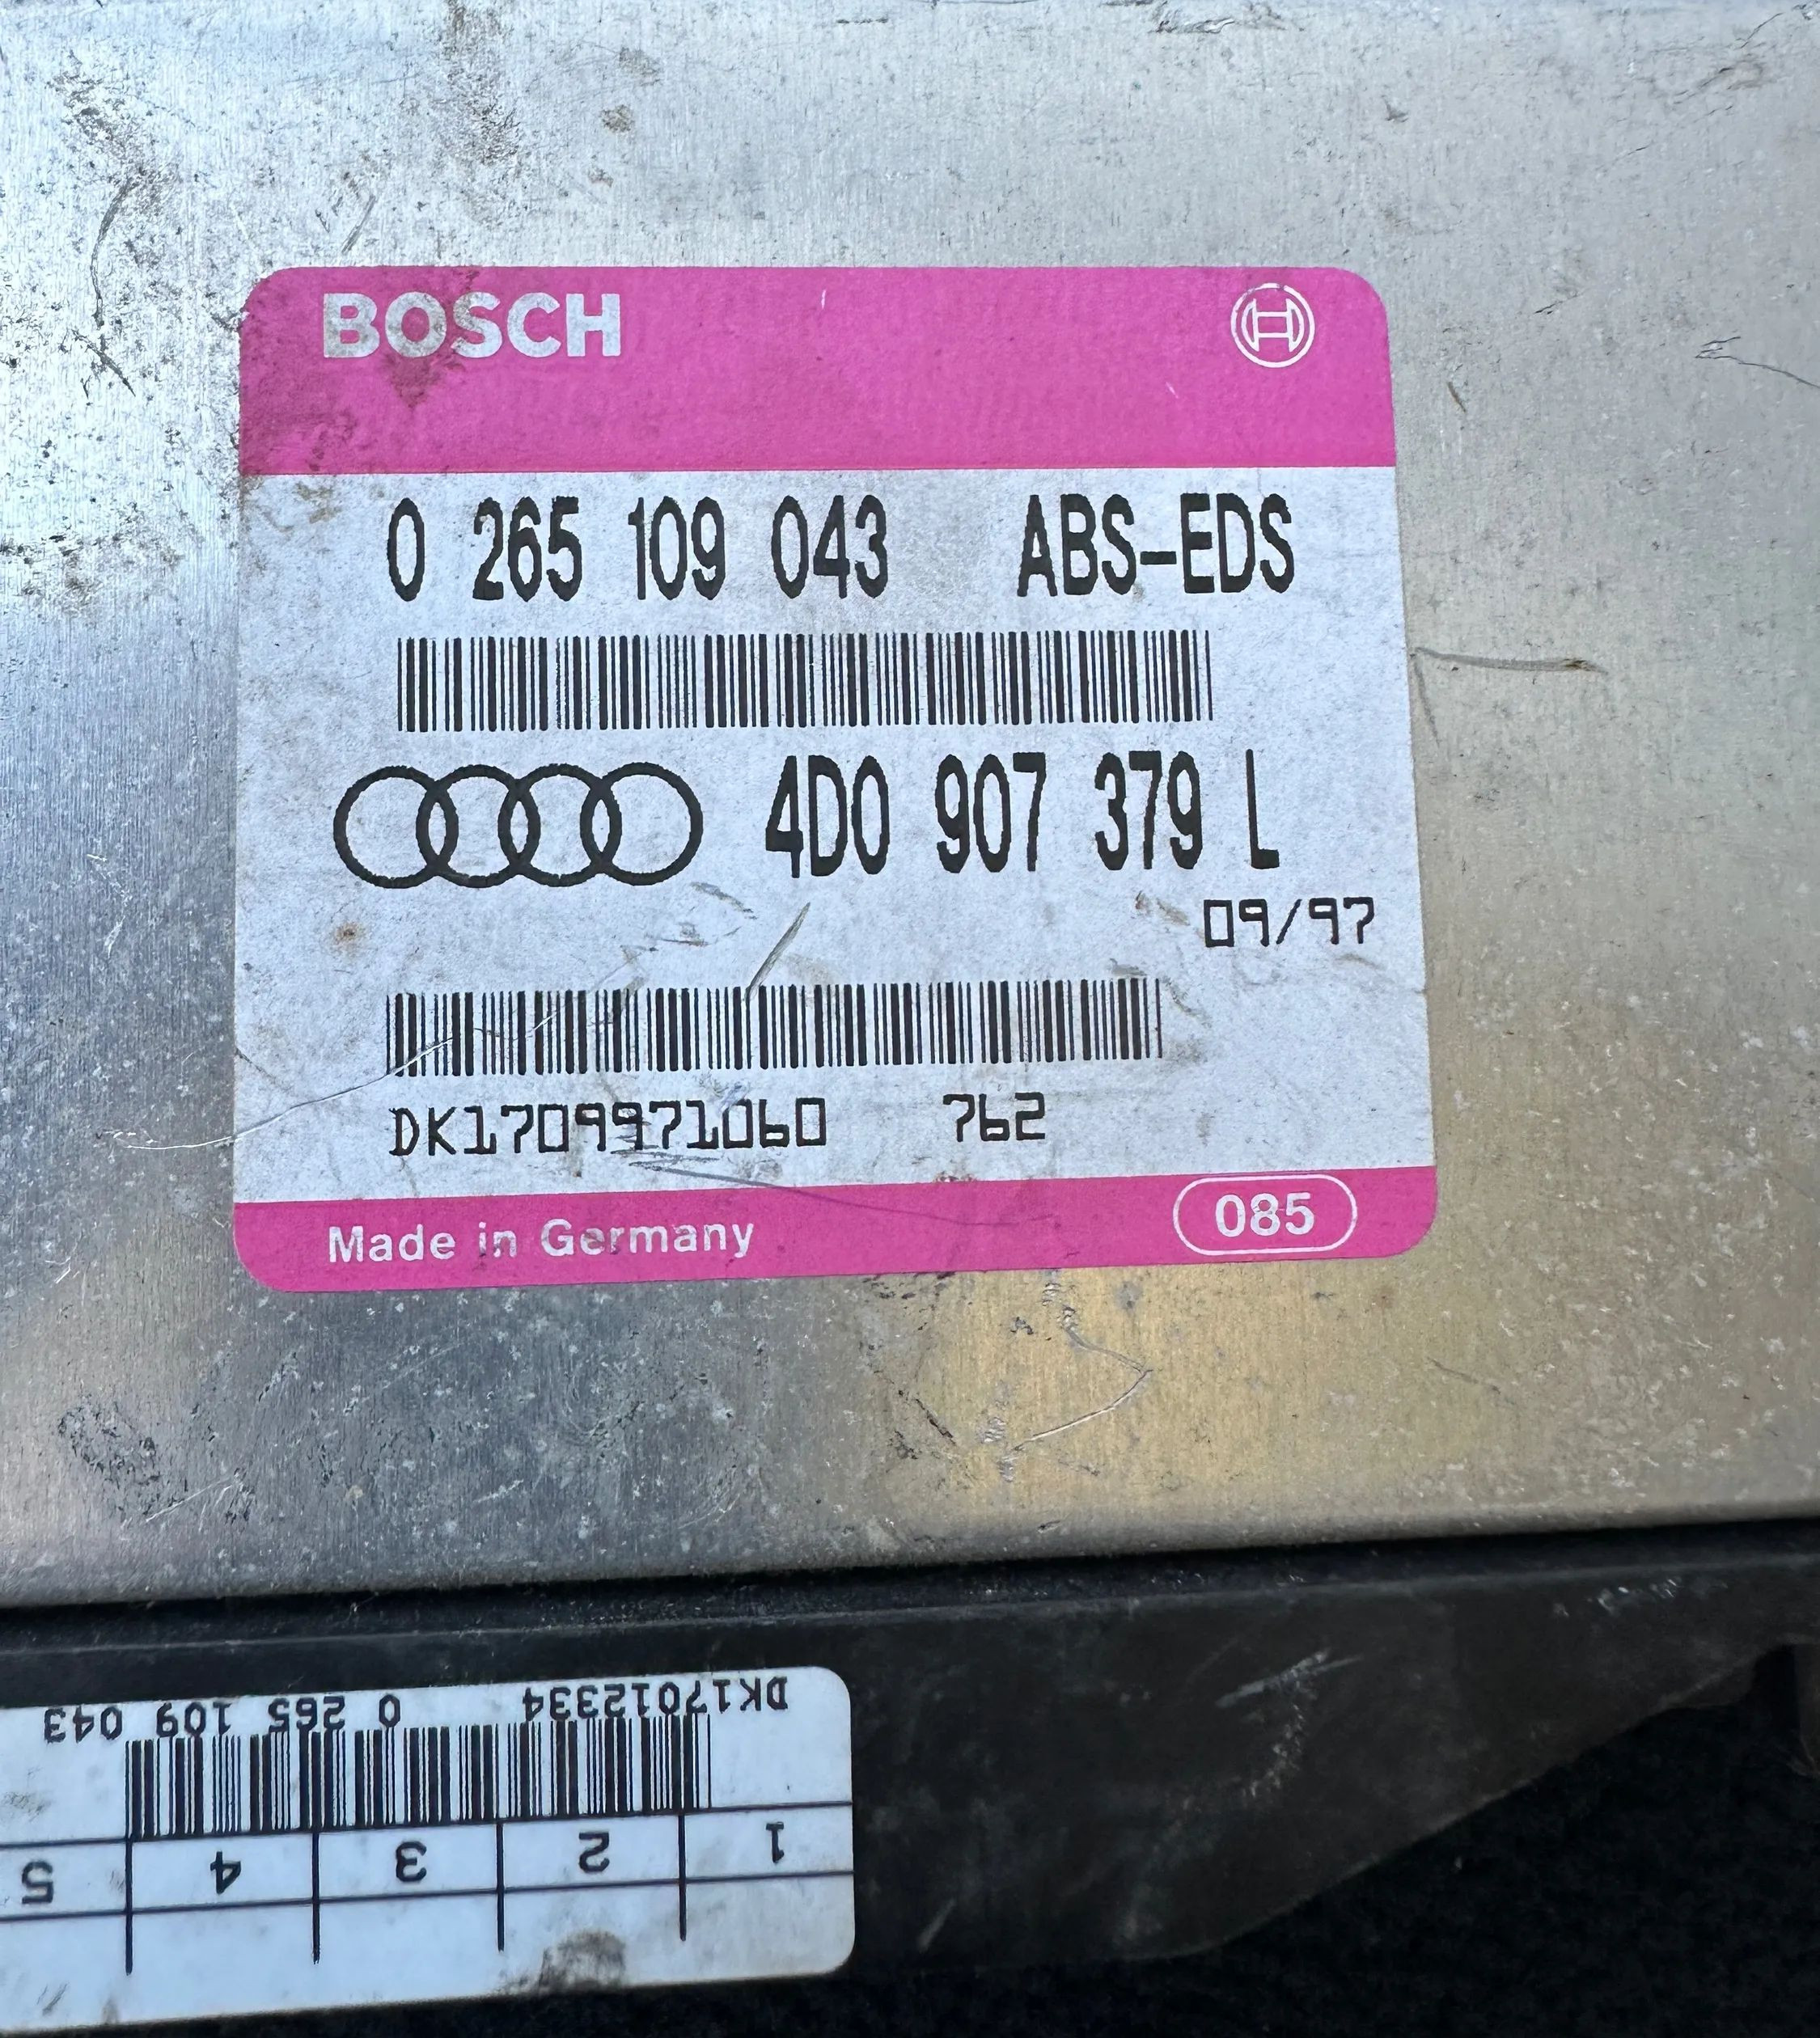 BOSCH
0 265 109 043 ABS-EDS
4D0 907 379 L
09/97
DK1709971060 762
Made in Germany 085
1 2 3 4 5
DK17012334 0 265 109 043